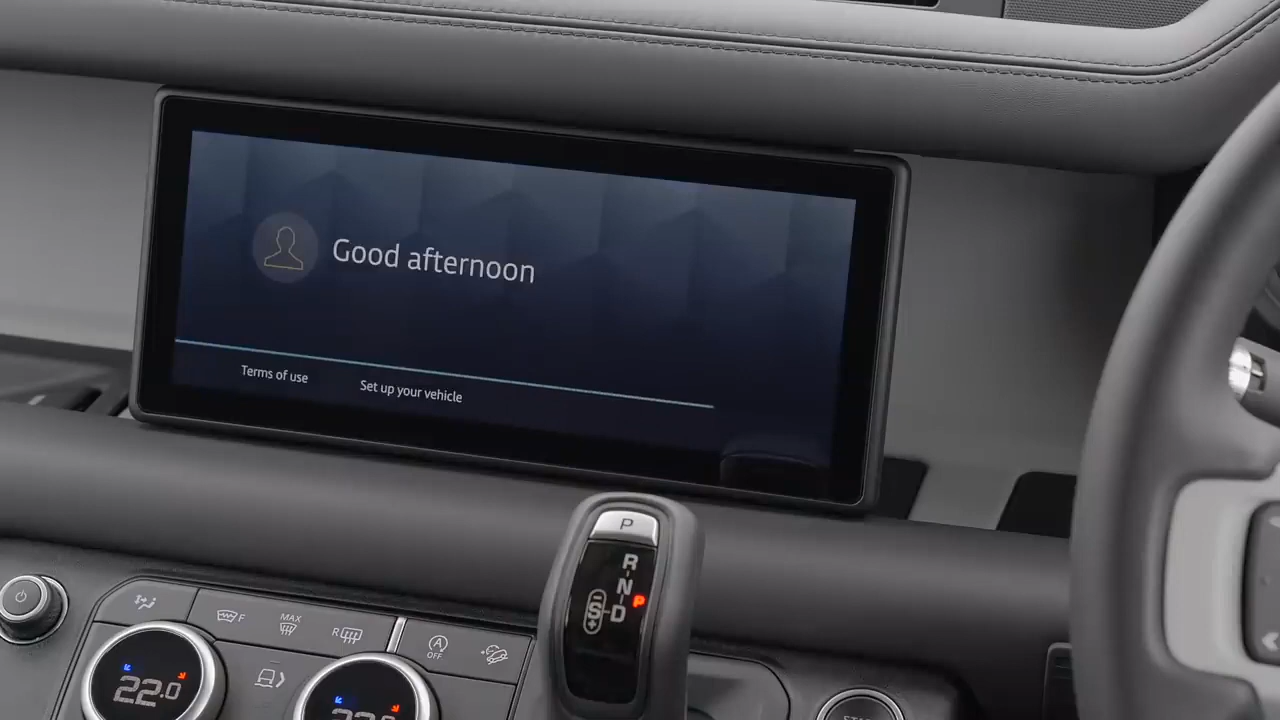 Good afternoon
Terms of use
Set up your vehicle
P
R
N
P
S
D
F
MAX
R
A
OFF
22.0